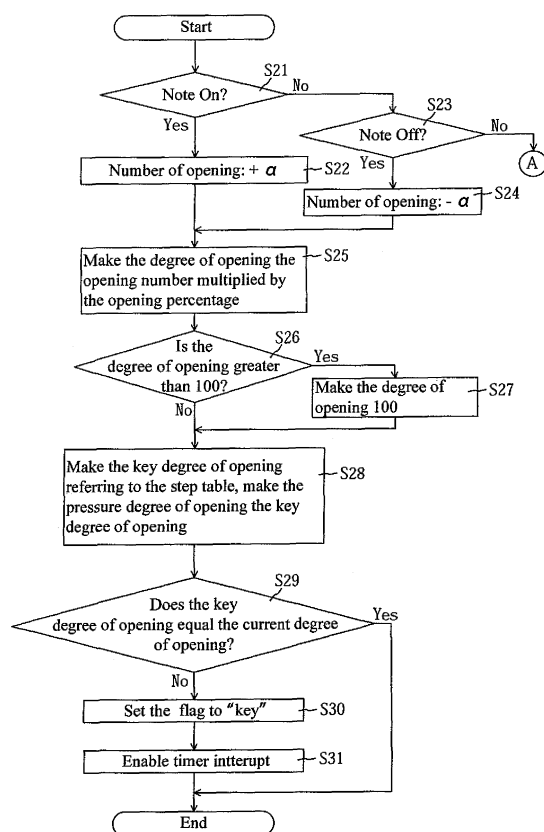 Start
S21
Note On?
No
S23
Yes
Note Off?
No
Number of opening: + α
S22
Yes
A
Number of opening: - α
S24
Make the degree of opening the
opening number multiplied by
the opening percentage
S25
S26
Is the
degree of opening greater
than 100?
Yes
No
Make the degree of
opening 100
S27
Make the key degree of opening
referring to the step table, make the
pressure degree of opening the key
degree of opening
S28
S29
Does the key
degree of opening equal the current degree
of opening?
Yes
No
Set the flag to "key"
S30
Enable timer intterupt
S31
End